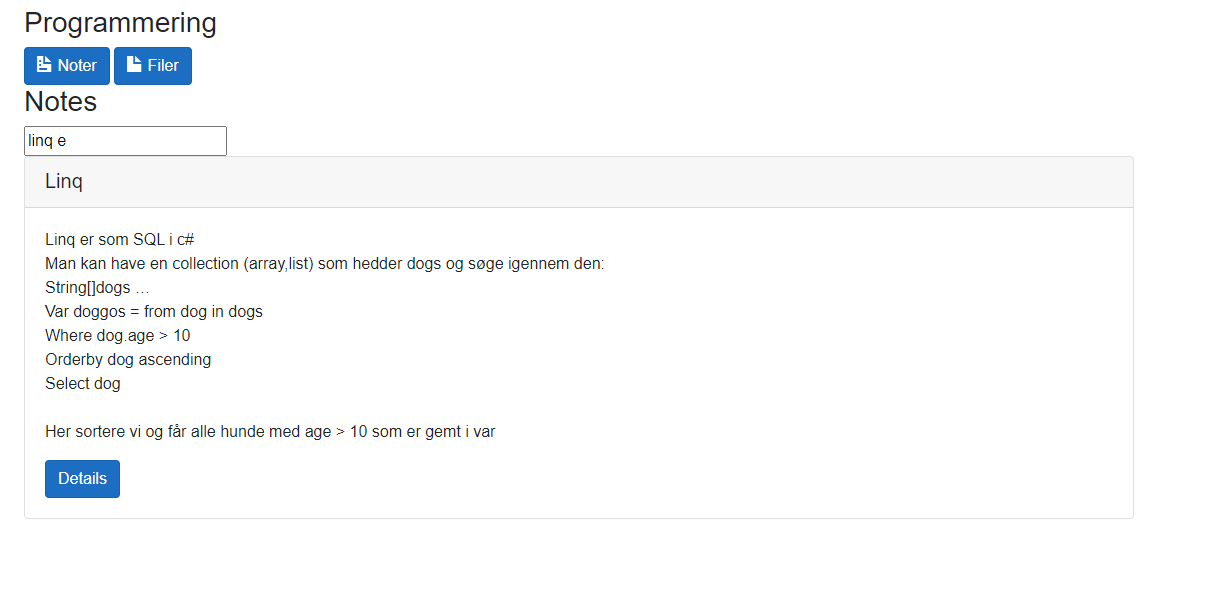 Programmering
Noter Filer
Notes
linq e
Linq
Linq er som SQL i c#
Man kan have en collection (array,list) som hedder dogs og søge igennem den:
String[]dogs …
Var doggos = from dog in dogs
Where dog.age > 10
Orderby dog ascending
Select dog
Her sortere vi og får alle hunde med age > 10 som er gemt i var
Details